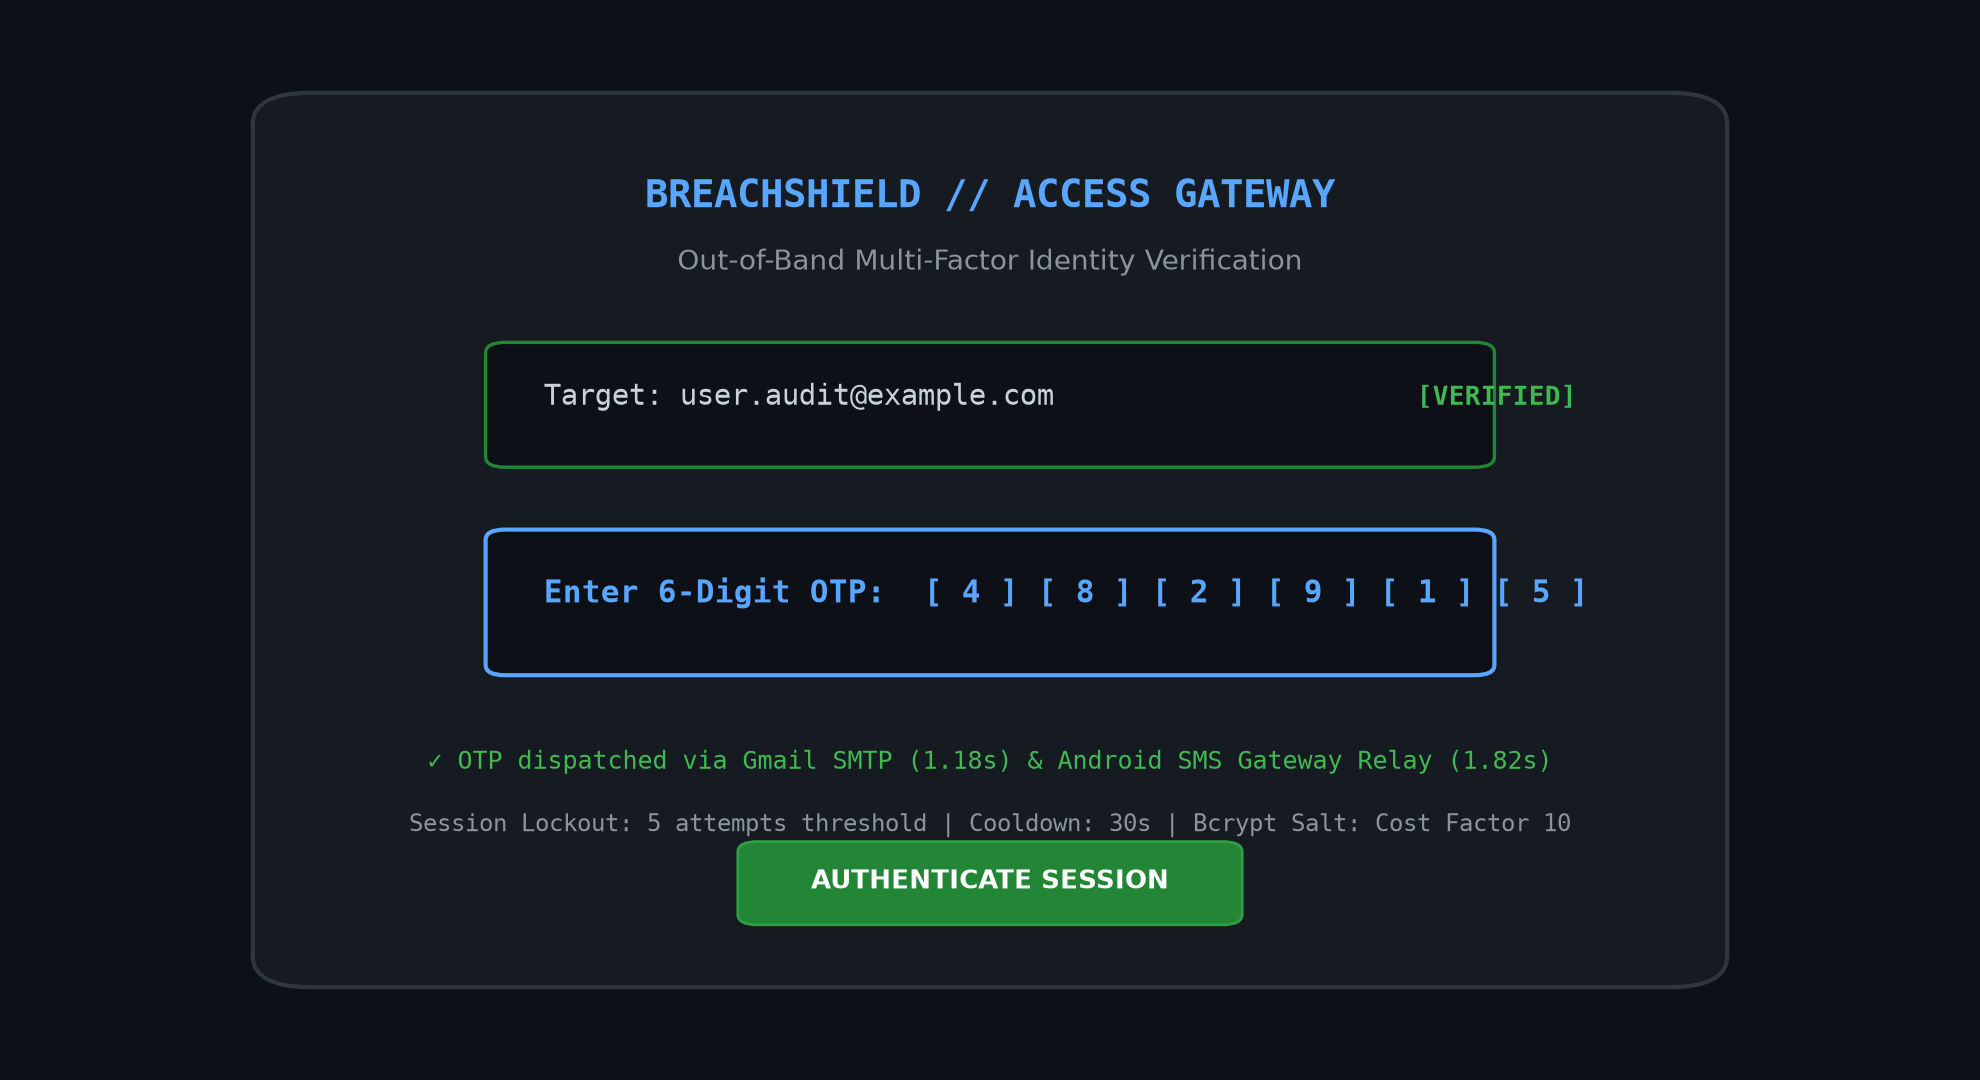 BREACHSHIELD // ACCESS GATEWAY
Out-of-Band Multi-Factor Identity Verification
Target: user.audit@example.com [VERIFIED]
Enter 6-Digit OTP: [ 4 ] [ 8 ] [ 2 ] [ 9 ] [ 1 ] [ 5 ]
✓ OTP dispatched via Gmail SMTP (1.18s) & Android SMS Gateway Relay (1.82s)
Session Lockout: 5 attempts threshold | Cooldown: 30s | Bcrypt Salt: Cost Factor 10
AUTHENTICATE SESSION